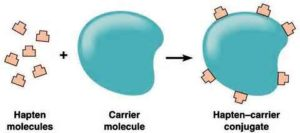 Hapten
molecules
+
Carrier
molecule
Hapten–carrier
conjugate